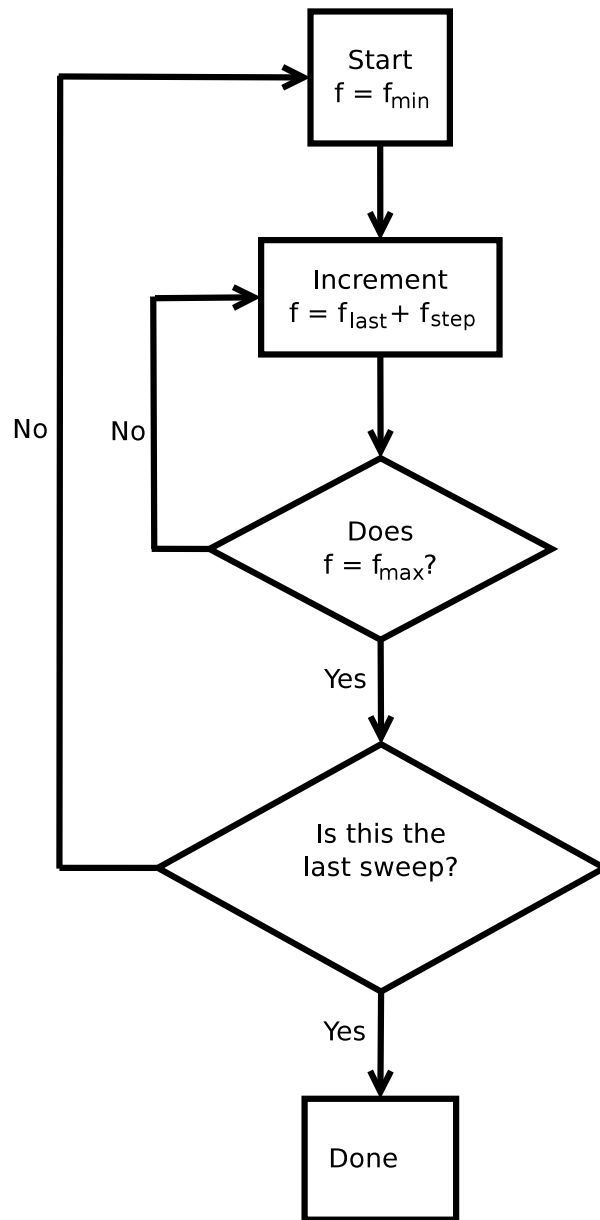 Start
f = fmin
Increment
f = flast + fstep
No
No
Does
f = fmax?
Yes
Is this the
last sweep?
Yes
Done